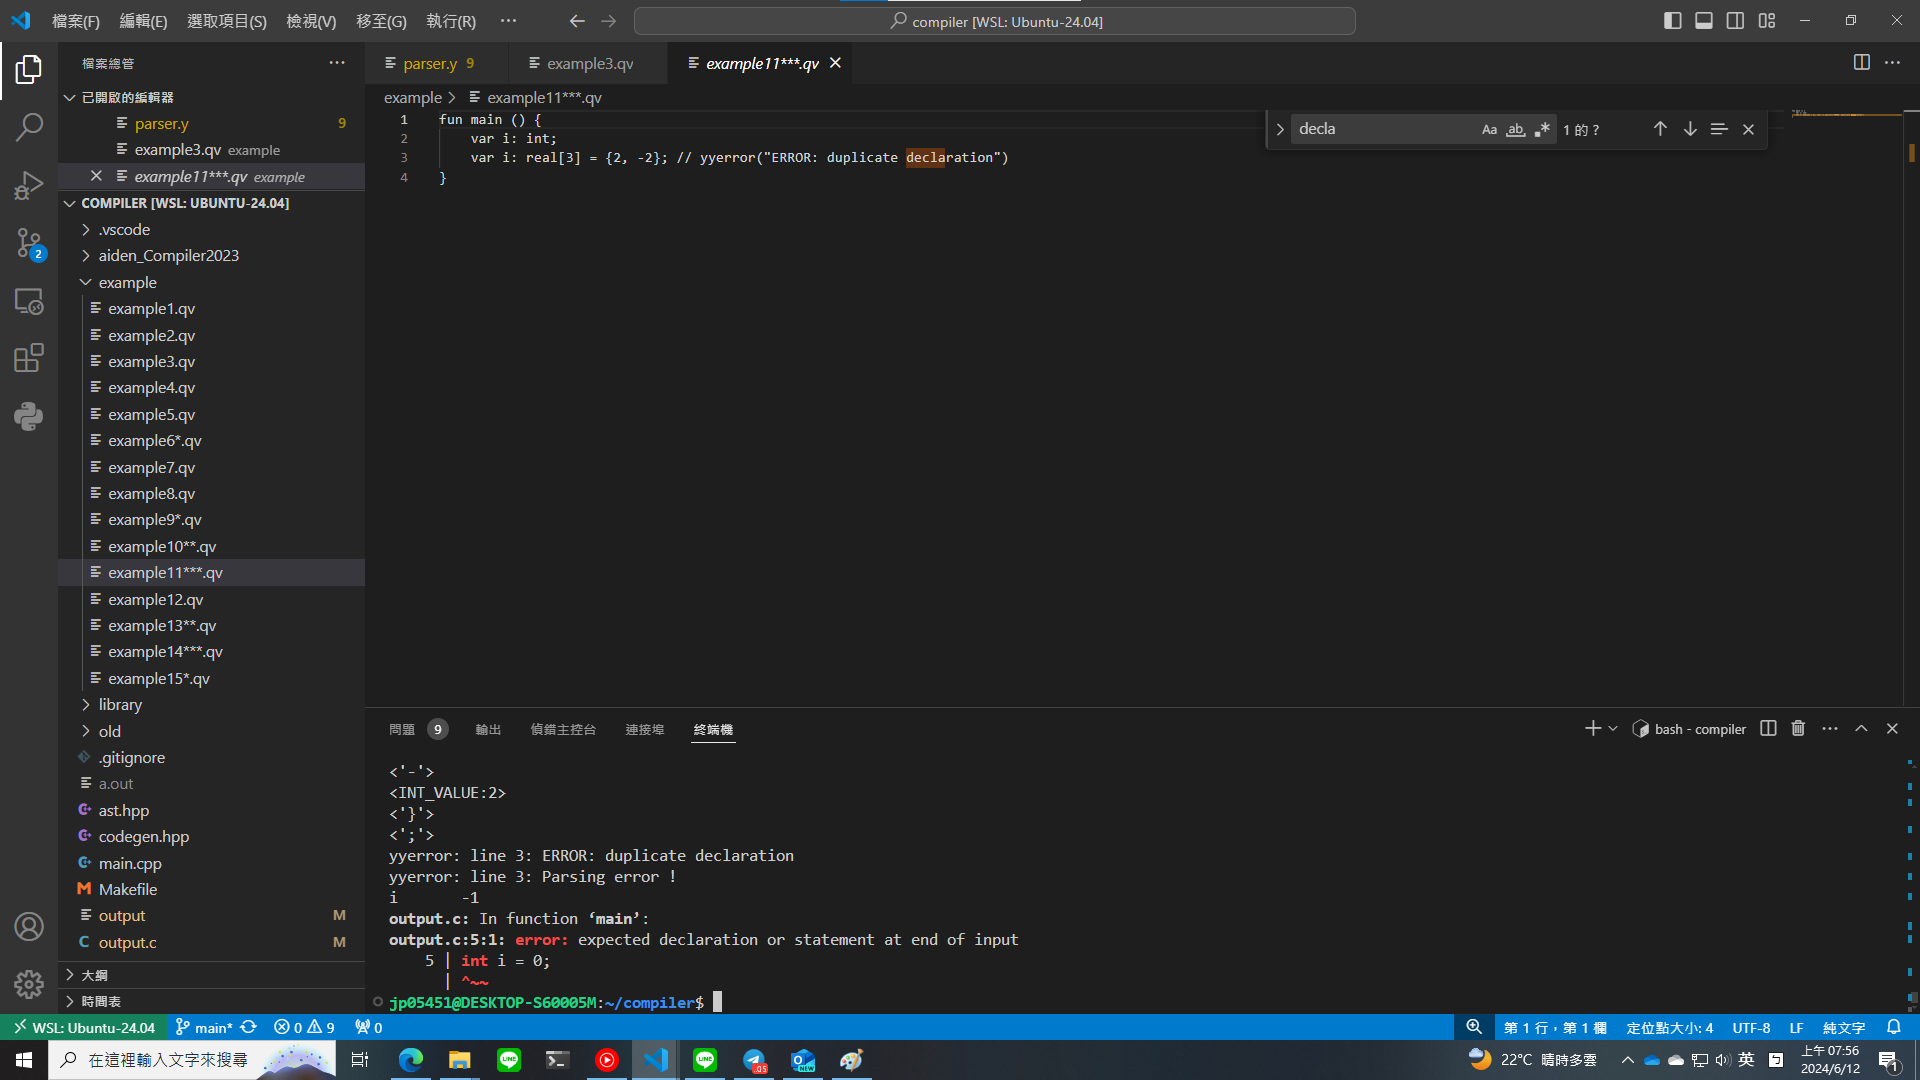 檔案(F) 編輯(E) 選取項目(S) 檢視(V) 移至(G) 執行(R) ···
compiler [WSL: Ubuntu-24.04]
檔案總管
已開啟的編輯器
parser.y 9
example3.qv example
example11***.qv example
COMPILER [WSL: UBUNTU-24.04]
.vscode
aiden_Compiler2023
example
example1.qv
example2.qv
example3.qv
example4.qv
example5.qv
example6*.qv
example7.qv
example8.qv
example9*.qv
example10**.qv
example11***.qv
example12.qv
example13**.qv
example14***.qv
example15*.qv
library
old
.gitignore
a.out
ast.hpp
codegen.hpp
main.cpp
Makefile
output M
output.c M
大綱
時間表
2
parser.y 9 example3.qv example11***.qv
example > example11***.qv
1 fun main () {
2 var i: int;
3 var i: real[3] = {2, -2}; // yyerror("ERROR: duplicate declaration")
4 }
decla Aa ab .* 1 的 ?
問題 9 輸出 偵錯主控台 連接埠 終端機
bash - compiler
<'-'>
<INT_VALUE:2>
<'}'>
<';'>
yyerror: line 3: ERROR: duplicate declaration
yyerror: line 3: Parsing error !
i -1
output.c: In function ‘main’:
output.c:5:1: error: expected declaration or statement at end of input
5 | int i = 0;
| ^~~
jp05451@DESKTOP-S60005M:~/compiler$
WSL: Ubuntu-24.04 main* 0 9 0
第 1 行，第 1 欄 定位點大小: 4 UTF-8 LF 純文字
在這裡輸入文字來搜尋
LINE LINE .05 NEW
22°C 晴時多雲
英
上午 07:56
2024/6/12
1